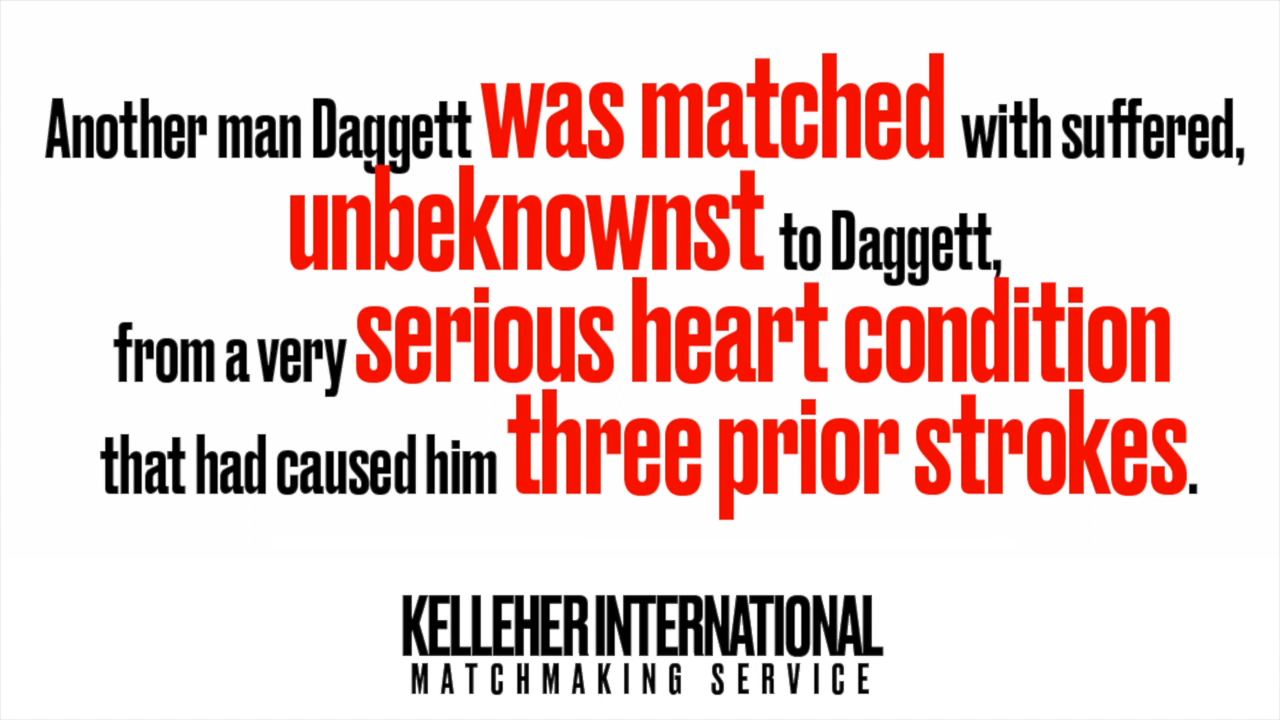 Another man Daggett was matched with suffered,
unbeknownst to Daggett,
from a very serious heart condition
that had caused him three prior strokes.
KELLEHER INTERNATIONAL
MATCHMAKING SERVICE